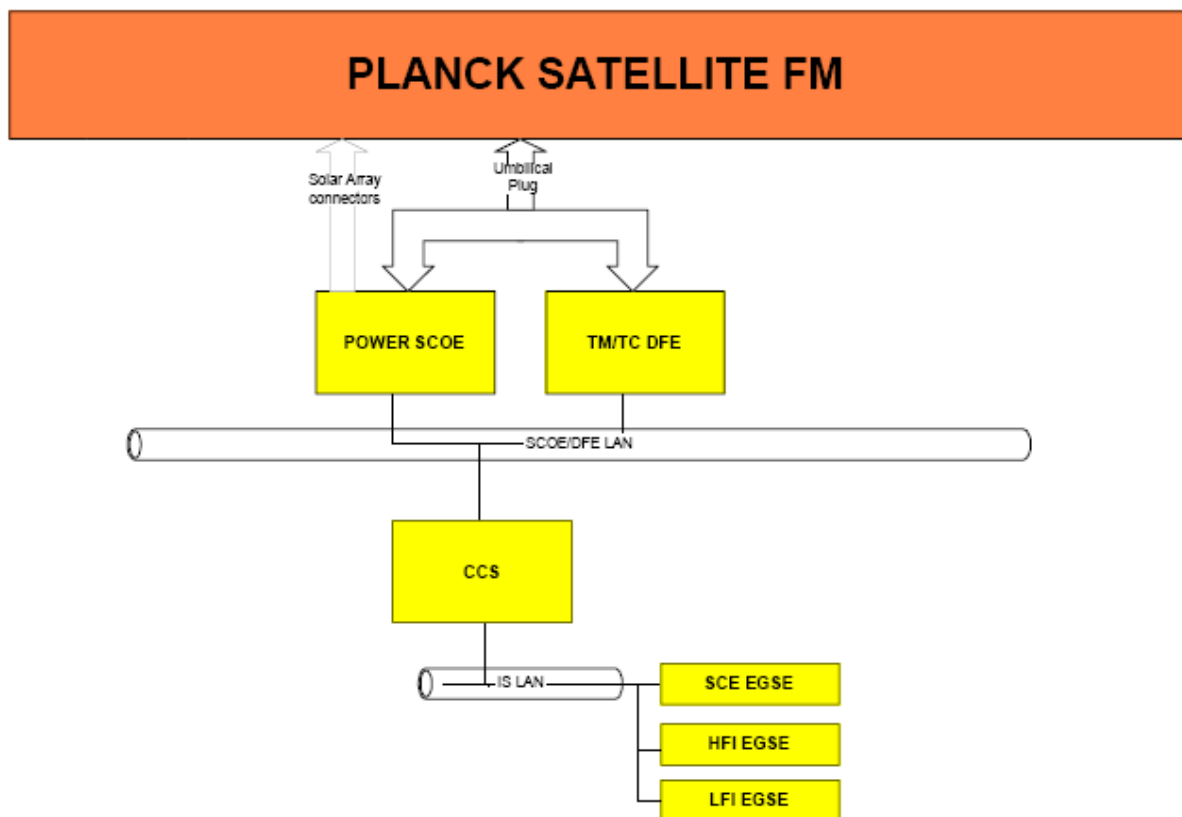 PLANCK SATELLITE FM
Solar Array
connectors
Umbilical
Plug
POWER SCOE
TM/TC DFE
SCOE/DFE LAN
CCS
IS LAN
SCE EGSE
HFI EGSE
LFI EGSE